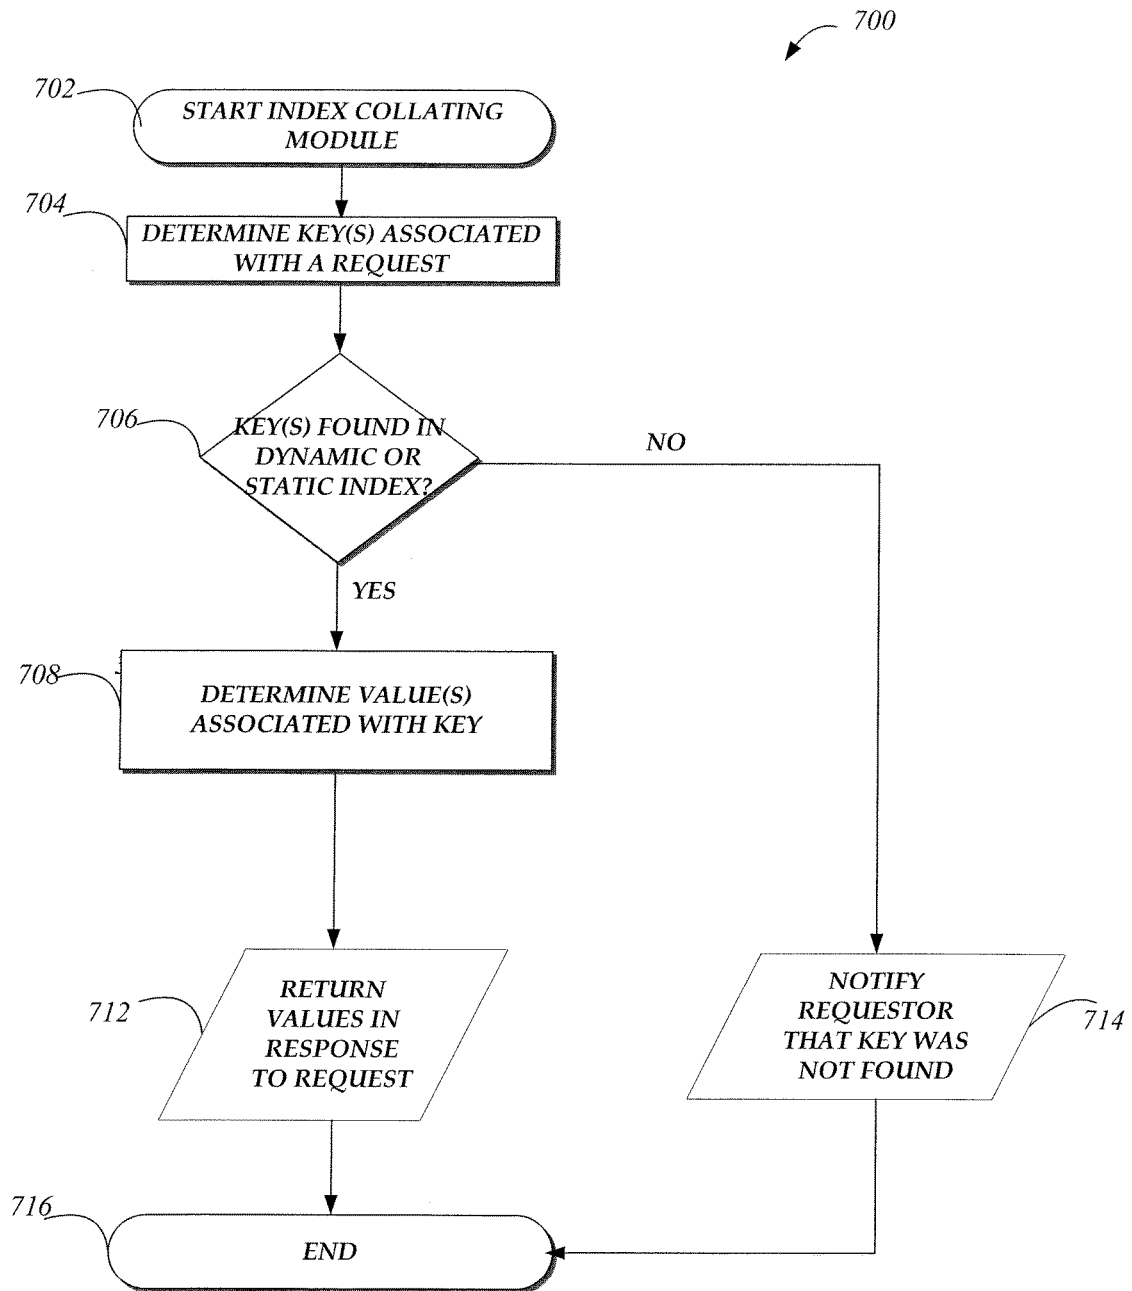 700
702
START INDEX COLLATING
MODULE
704
DETERMINE KEY(S) ASSOCIATED
WITH A REQUEST
706
KEY(S) FOUND IN
DYNAMIC OR
STATIC INDEX?
NO
YES
708
DETERMINE VALUE(S)
ASSOCIATED WITH KEY
712
RETURN
VALUES IN
RESPONSE
TO REQUEST
NOTIFY
REQUESTOR
THAT KEY WAS
NOT FOUND
714
716
END